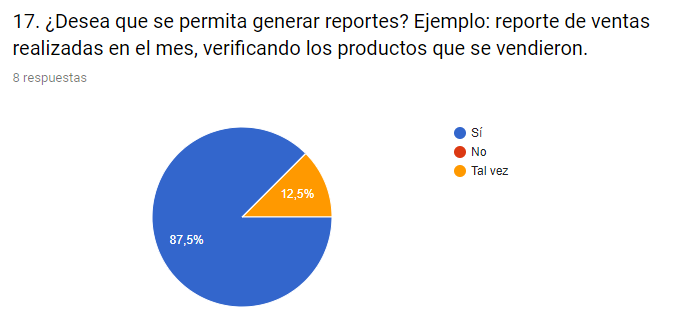 17. ¿Desea que se permita generar reportes? Ejemplo: reporte de ventas
realizadas en el mes, verificando los productos que se vendieron.
8 respuestas
Sí
No
Tal vez
12,5%
87,5%